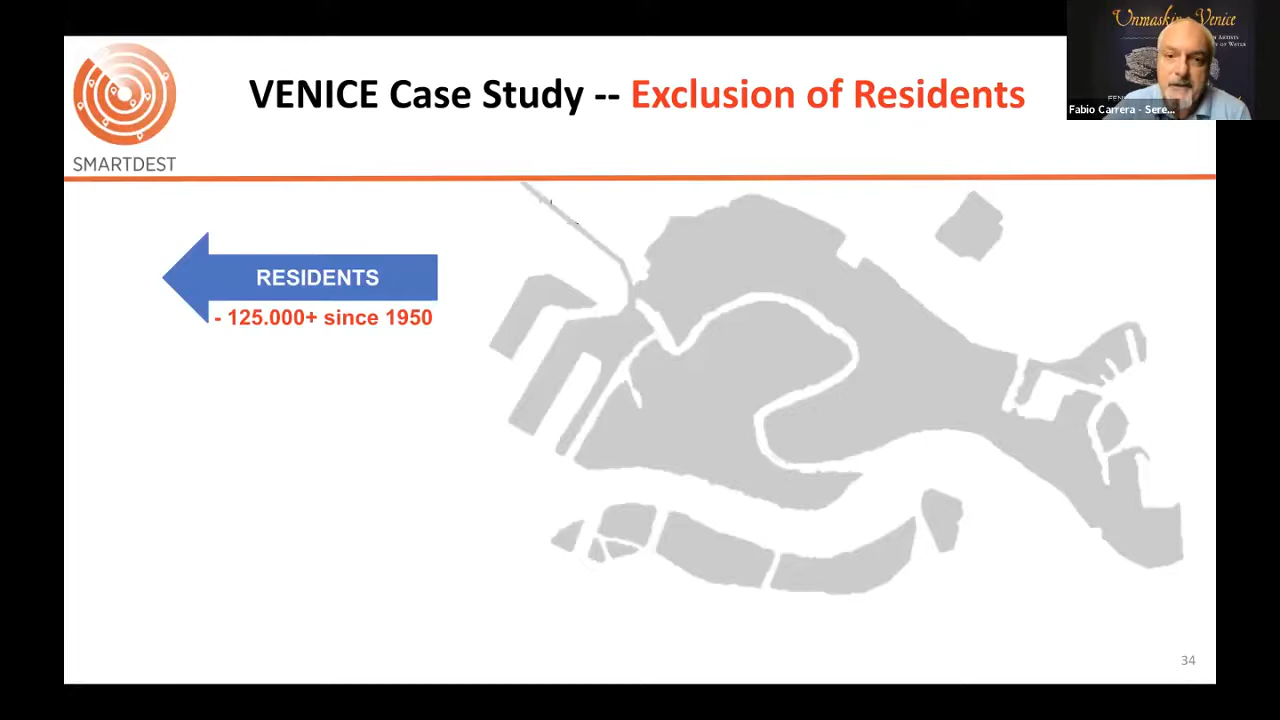 VENICE Case Study -- Exclusion of Residents
SMARTDEST
RESIDENTS
- 125.000+ since 1950
34
Unmasking Venice
Fabio Carrera - Sere...